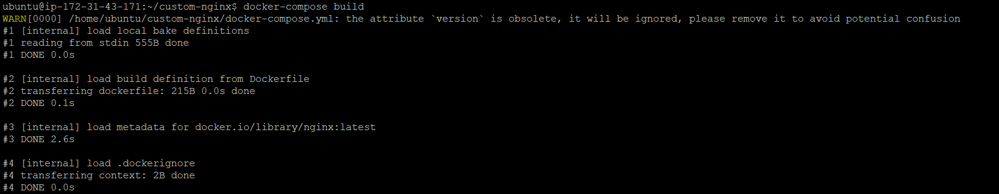 ubuntu@ip-172-31-43-171:~/custom-nginx$ docker-compose build
WARN[0000] /home/ubuntu/custom-nginx/docker-compose.yml: the attribute `version` is obsolete, it will be ignored, please remove it to avoid potential confusion
#1 [internal] load local bake definitions
#1 reading from stdin 555B done
#1 DONE 0.0s
#2 [internal] load build definition from Dockerfile
#2 transferring dockerfile: 215B 0.0s done
#2 DONE 0.1s
#3 [internal] load metadata for docker.io/library/nginx:latest
#3 DONE 2.6s
#4 [internal] load .dockerignore
#4 transferring context: 2B done
#4 DONE 0.0s